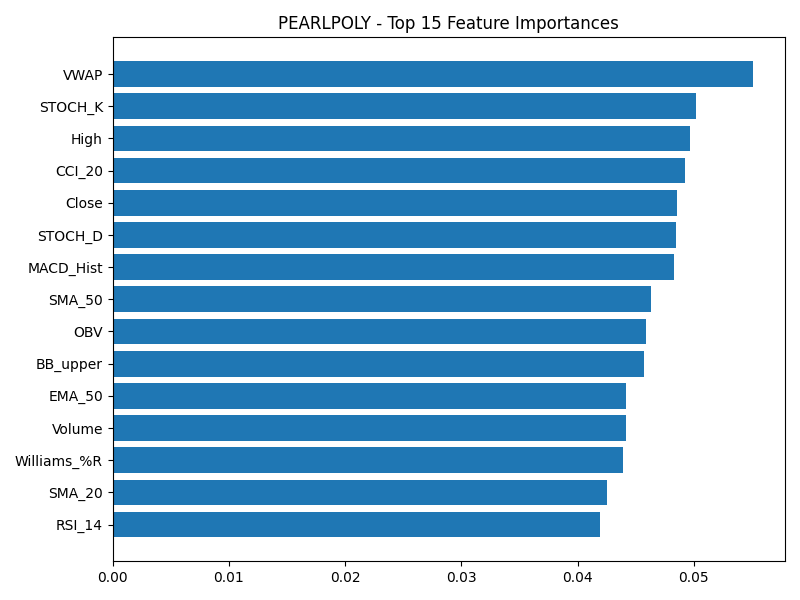 PEARLPOLY - Top 15 Feature Importances
VWAP
STOCH_K
High
CCI_20
Close
STOCH_D
MACD_Hist
SMA_50
OBV
BB_upper
EMA_50
Volume
Williams_%R
SMA_20
RSI_14
0.00 0.01 0.02 0.03 0.04 0.05